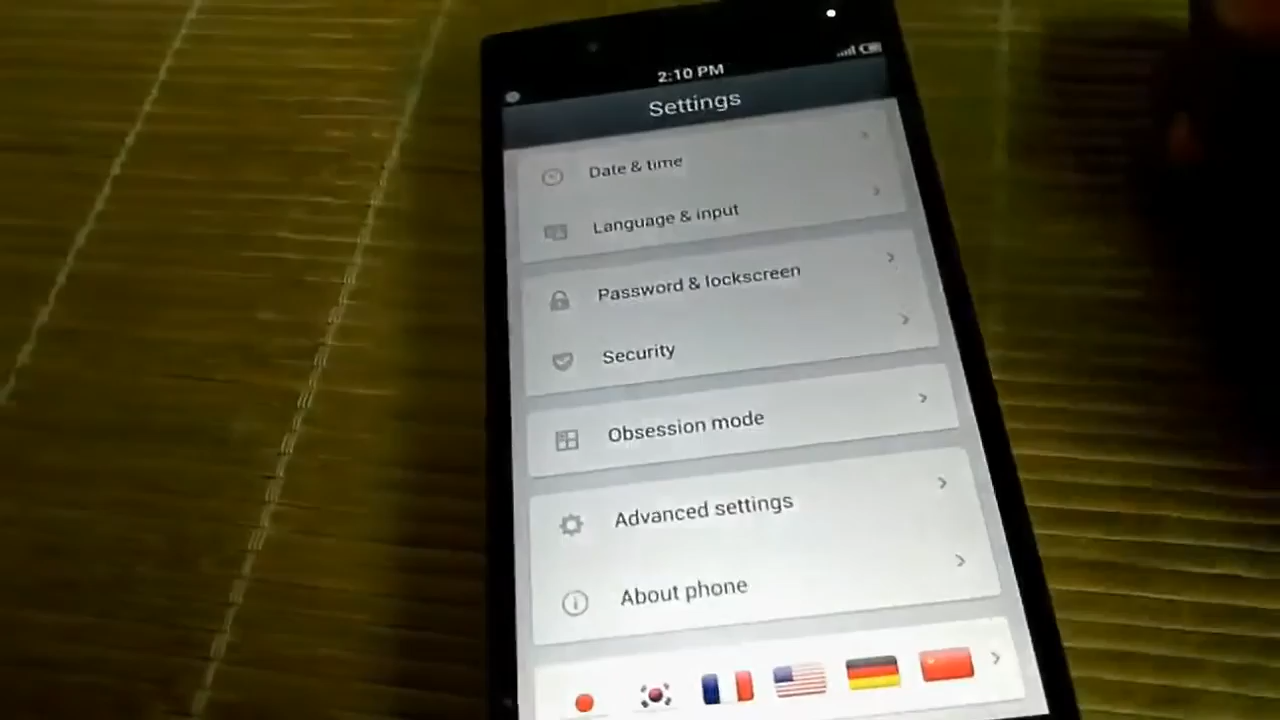 2:10 PM
Settings
Date & time
Language & input
Password & lockscreen
Security
Obsession mode
Advanced settings
About phone